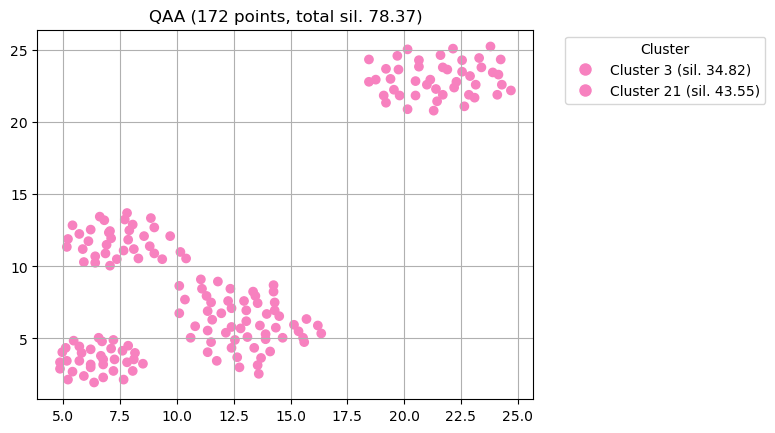 QAA (172 points, total sil. 78.37)
Cluster
Cluster 3 (sil. 34.82)
Cluster 21 (sil. 43.55)
25
20
15
10
5
5.0 7.5 10.0 12.5 15.0 17.5 20.0 22.5 25.0